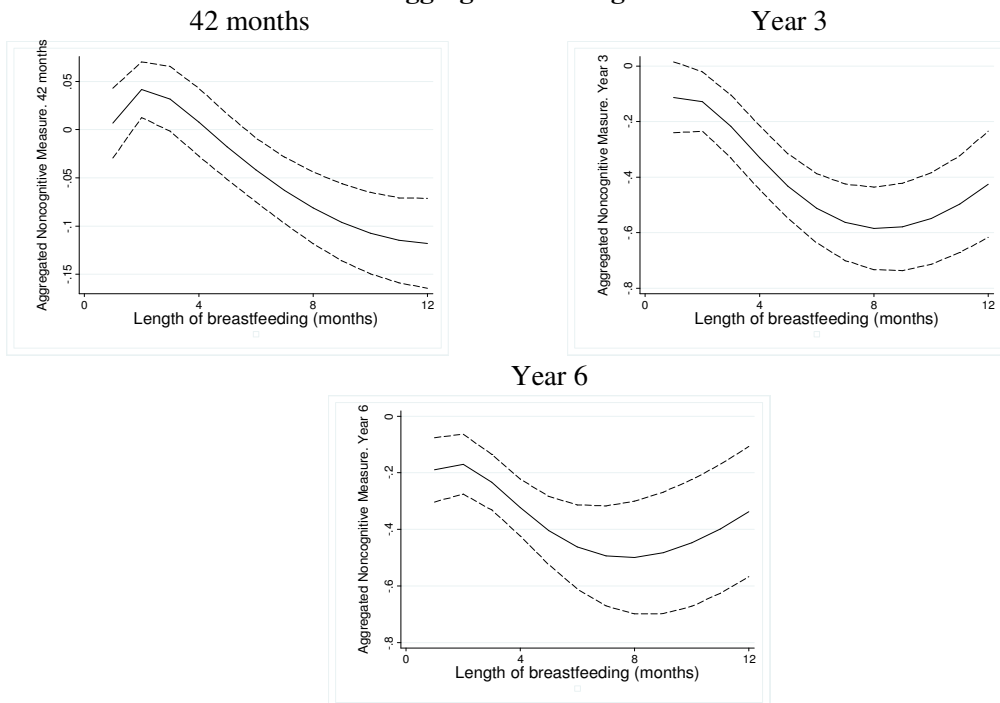 42 months
Year 3
Aggregated Noncognitive Measure. 42 months
.05
0
-.05
-.1
-.15
0 4 8 12
Length of breastfeeding (months)
Aggregated Noncognitive Masure. Year 3
0
-.2
-.4
-.6
-.8
0 4 8 12
Length of breastfeeding (months)
Year 6
Aggregated Noncognitive Measure. Year 6
0
-.2
-.4
-.6
-.8
0 4 8 12
Length of breastfeeding (months)